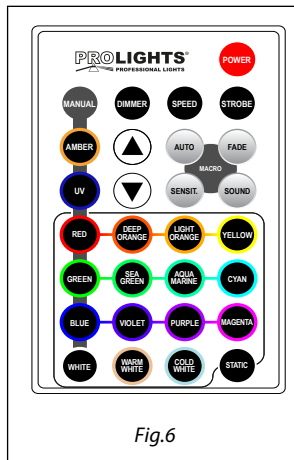 PROLIGHTS®
PROFESSIONAL LIGHTS
POWER
MANUAL DIMMER SPEED STROBE
AMBER AUTO FADE
MACRO
UV SENSIT. SOUND
RED DEEP ORANGE LIGHT ORANGE YELLOW
GREEN SEA GREEN AQUA MARINE CYAN
BLUE VIOLET PURPLE MAGENTA
WHITE WARM WHITE COLD WHITE STATIC
Fig.6